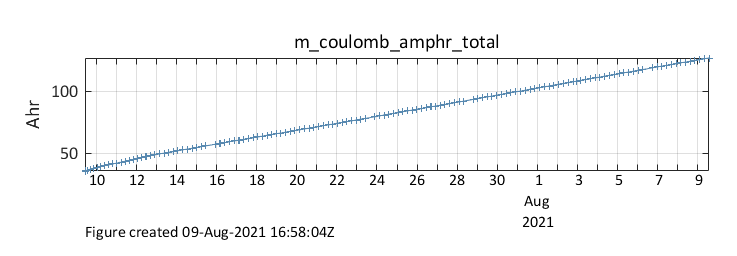 m_coulomb_amphr_total
Ahr
100
50
10 12 14 16 18 20 22 24 26 28 30 1 3 5 7 9
Aug
2021
Figure created 09-Aug-2021 16:58:04Z